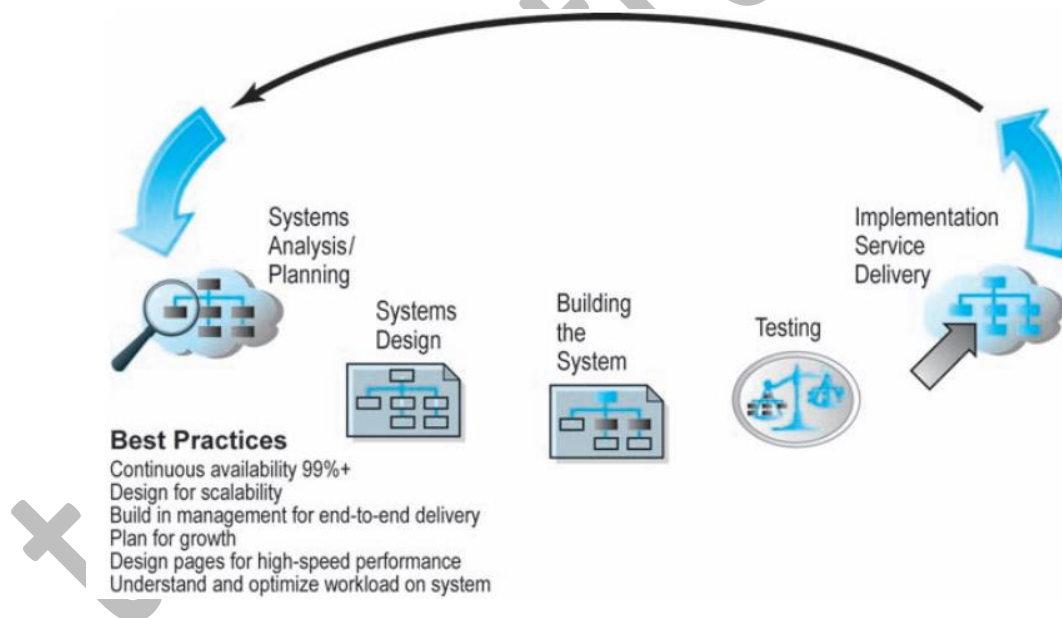 Systems
Analysis/
Planning
Systems
Design
Building
the
System
Testing
Implementation
Service
Delivery
Best Practices
Continuous availability 99%+
Design for scalability
Build in management for end-to-end delivery
Plan for growth
Design pages for high-speed performance
Understand and optimize workload on system